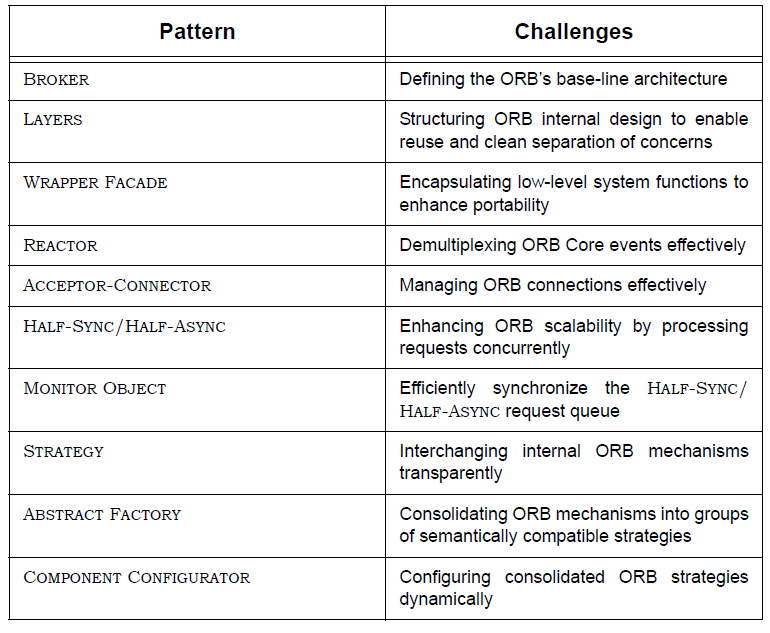 Pattern Challenges
BROKER Defining the ORB's base-line architecture
LAYERS Structuring ORB internal design to enable
reuse and clean separation of concerns
WRAPPER FACADE Encapsulating low-level system functions to
enhance portability
REACTOR Demultiplexing ORB Core events effectively
ACCEPTOR-CONNECTOR Managing ORB connections effectively
HALF-SYNC/HALF-ASYNC Enhancing ORB scalability by processing
requests concurrently
MONITOR OBJECT Efficiently synchronize the HALF-SYNC/
HALF-ASYNC request queue
STRATEGY Interchanging internal ORB mechanisms
transparently
ABSTRACT FACTORY Consolidating ORB mechanisms into groups
of semantically compatible strategies
COMPONENT CONFIGURATOR Configuring consolidated ORB strategies
dynamically